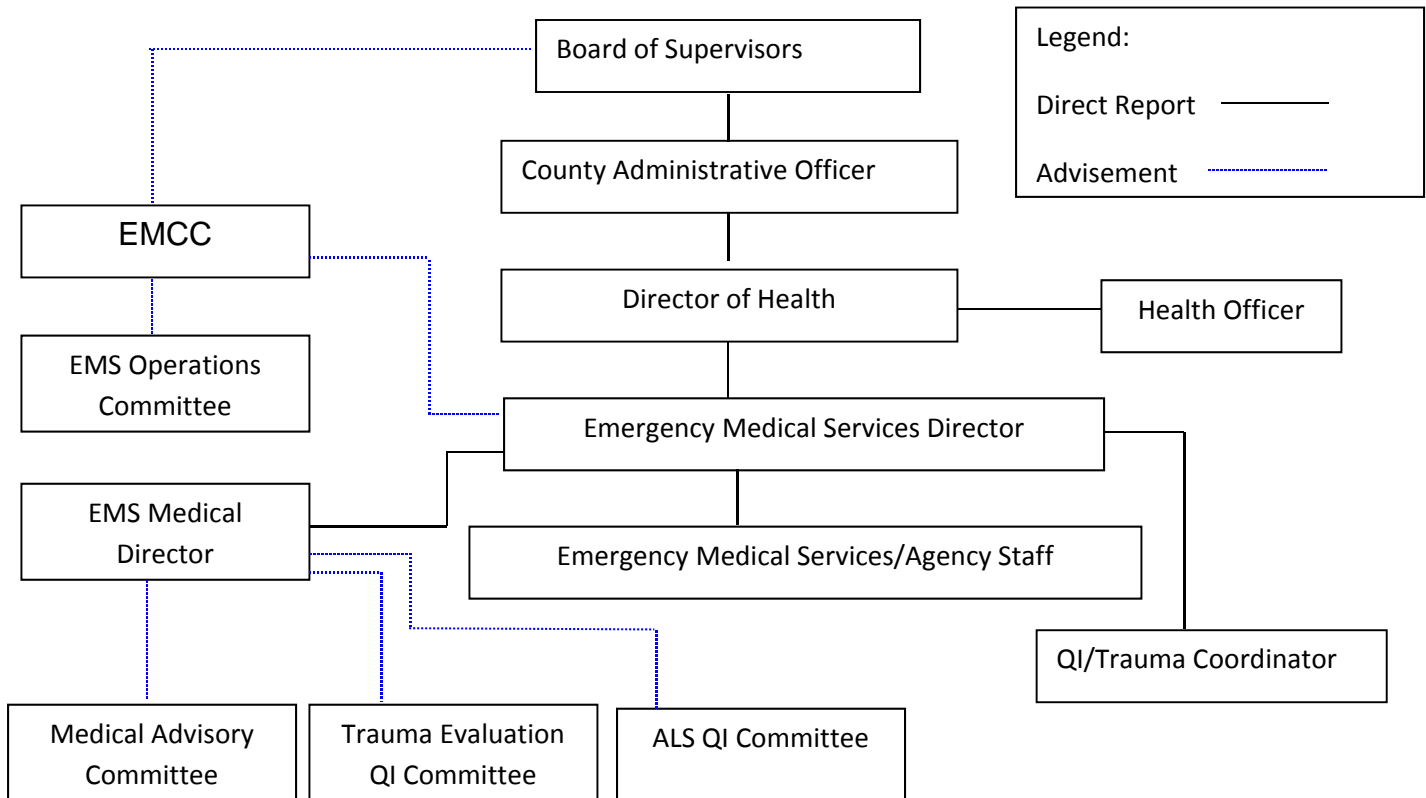 Board of Supervisors
Legend:
Direct Report
Advisement
County Administrative Officer
EMCC
Director of Health
Health Officer
EMS Operations
Committee
Emergency Medical Services Director
EMS Medical
Director
Emergency Medical Services/Agency Staff
QI/Trauma Coordinator
Medical Advisory
Committee
Trauma Evaluation
QI Committee
ALS QI Committee